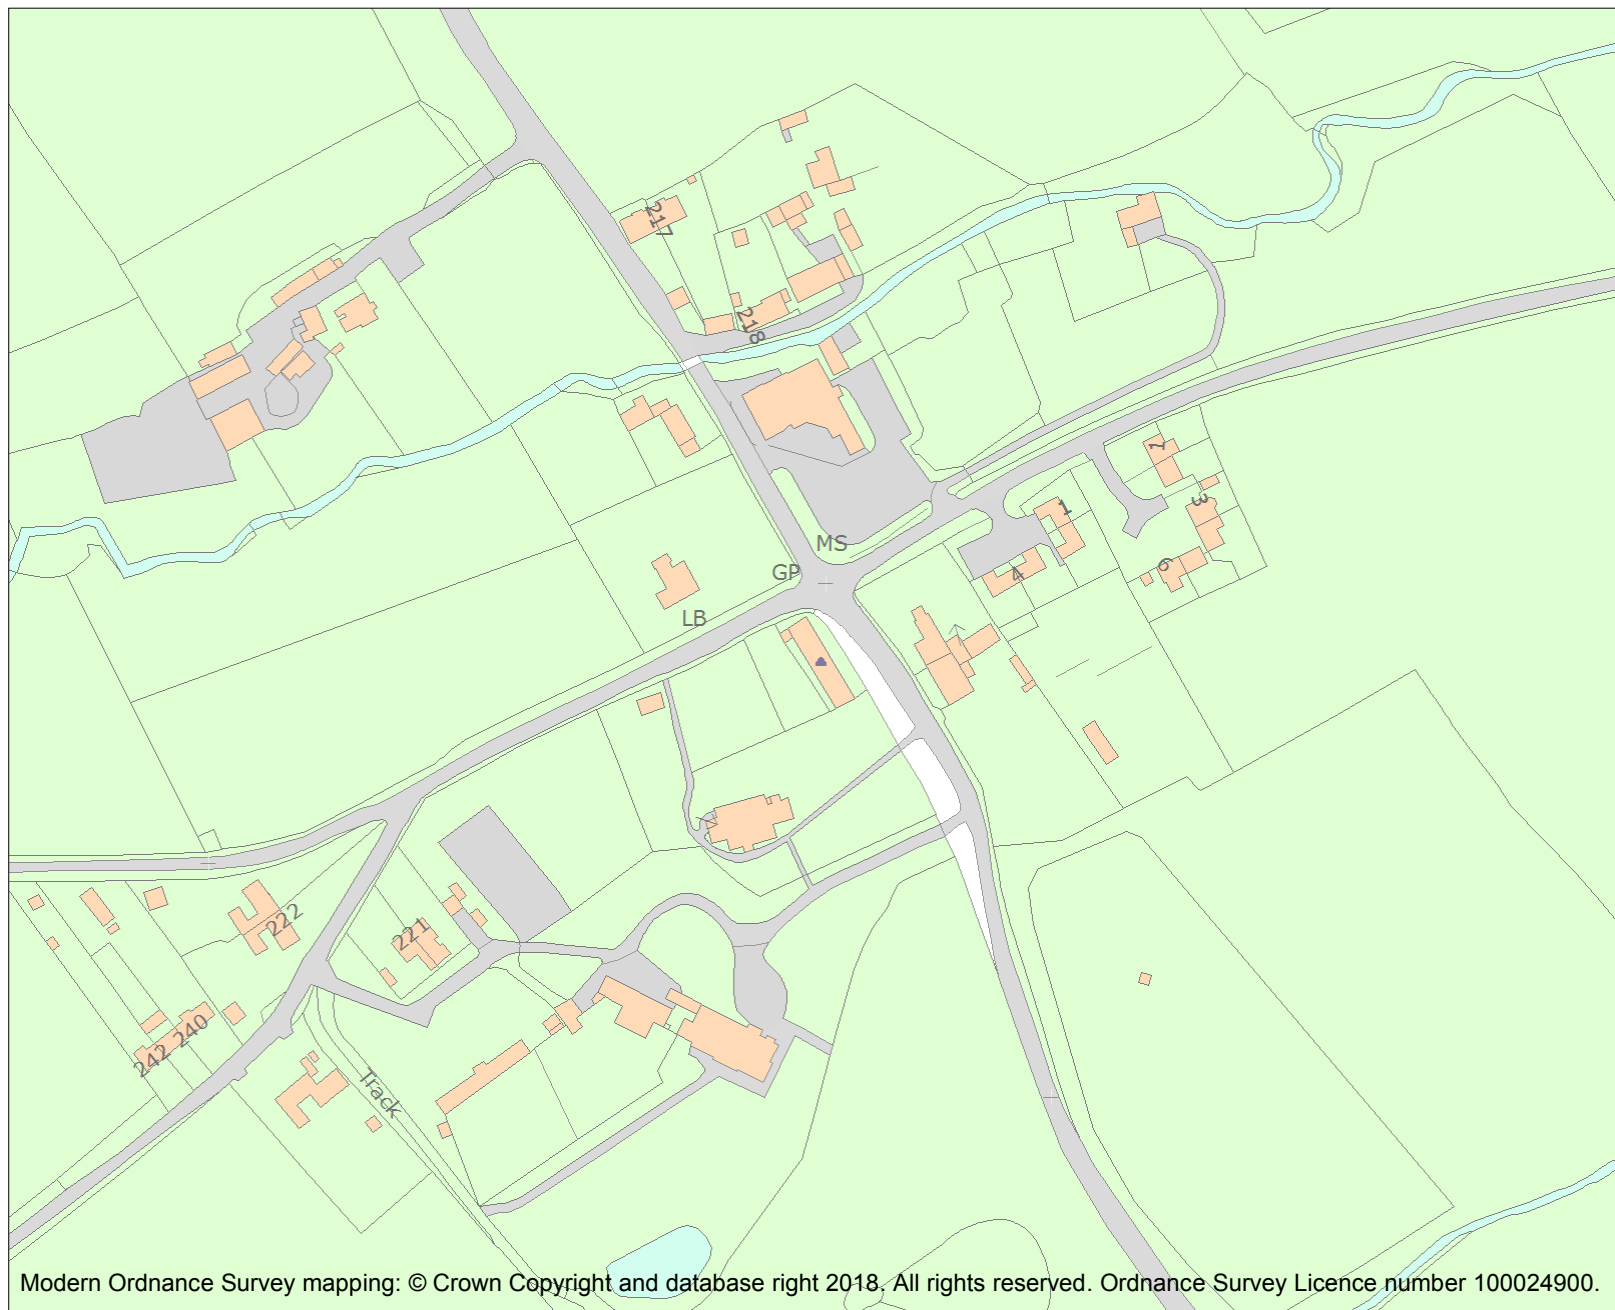 217
218
7
3
1
MS
4
6
GP
LB
222
221
240
242
Track
Modern Ordnance Survey mapping: © Crown Copyright and database right 2018. All rights reserved. Ordnance Survey Licence number 100024900.